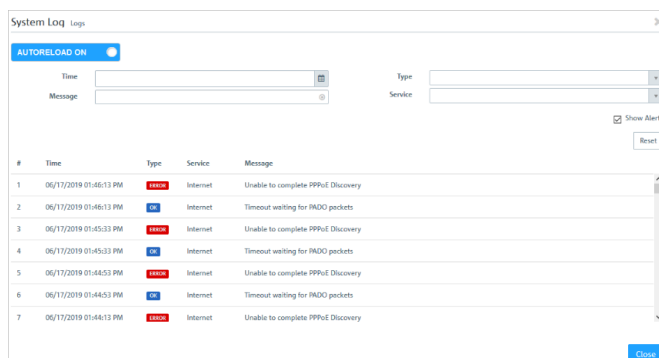 System Log Logs
AUTORELOAD ON
Time
Type
Message
Service
Show Alert
Reset
# Time Type Service Message
1 06/17/2019 01:46:13 PM ERROR Internet Unable to complete PPPoE Discovery
2 06/17/2019 01:46:13 PM OK Internet Timeout waiting for PADO packets
3 06/17/2019 01:45:33 PM ERROR Internet Unable to complete PPPoE Discovery
4 06/17/2019 01:45:33 PM OK Internet Timeout waiting for PADO packets
5 06/17/2019 01:44:53 PM ERROR Internet Unable to complete PPPoE Discovery
6 06/17/2019 01:44:53 PM OK Internet Timeout waiting for PADO packets
7 06/17/2019 01:44:13 PM ERROR Internet Unable to complete PPPoE Discovery
Close